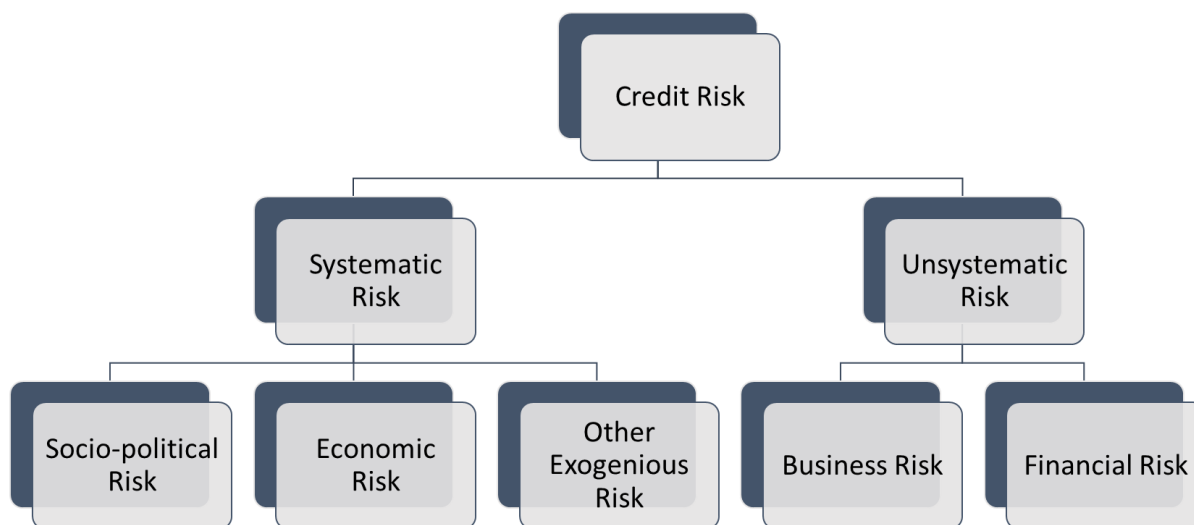 Credit Risk
Systematic
Risk
Unsystematic
Risk
Socio-political
Risk
Economic
Risk
Other
Exogenious
Risk
Business Risk
Financial Risk